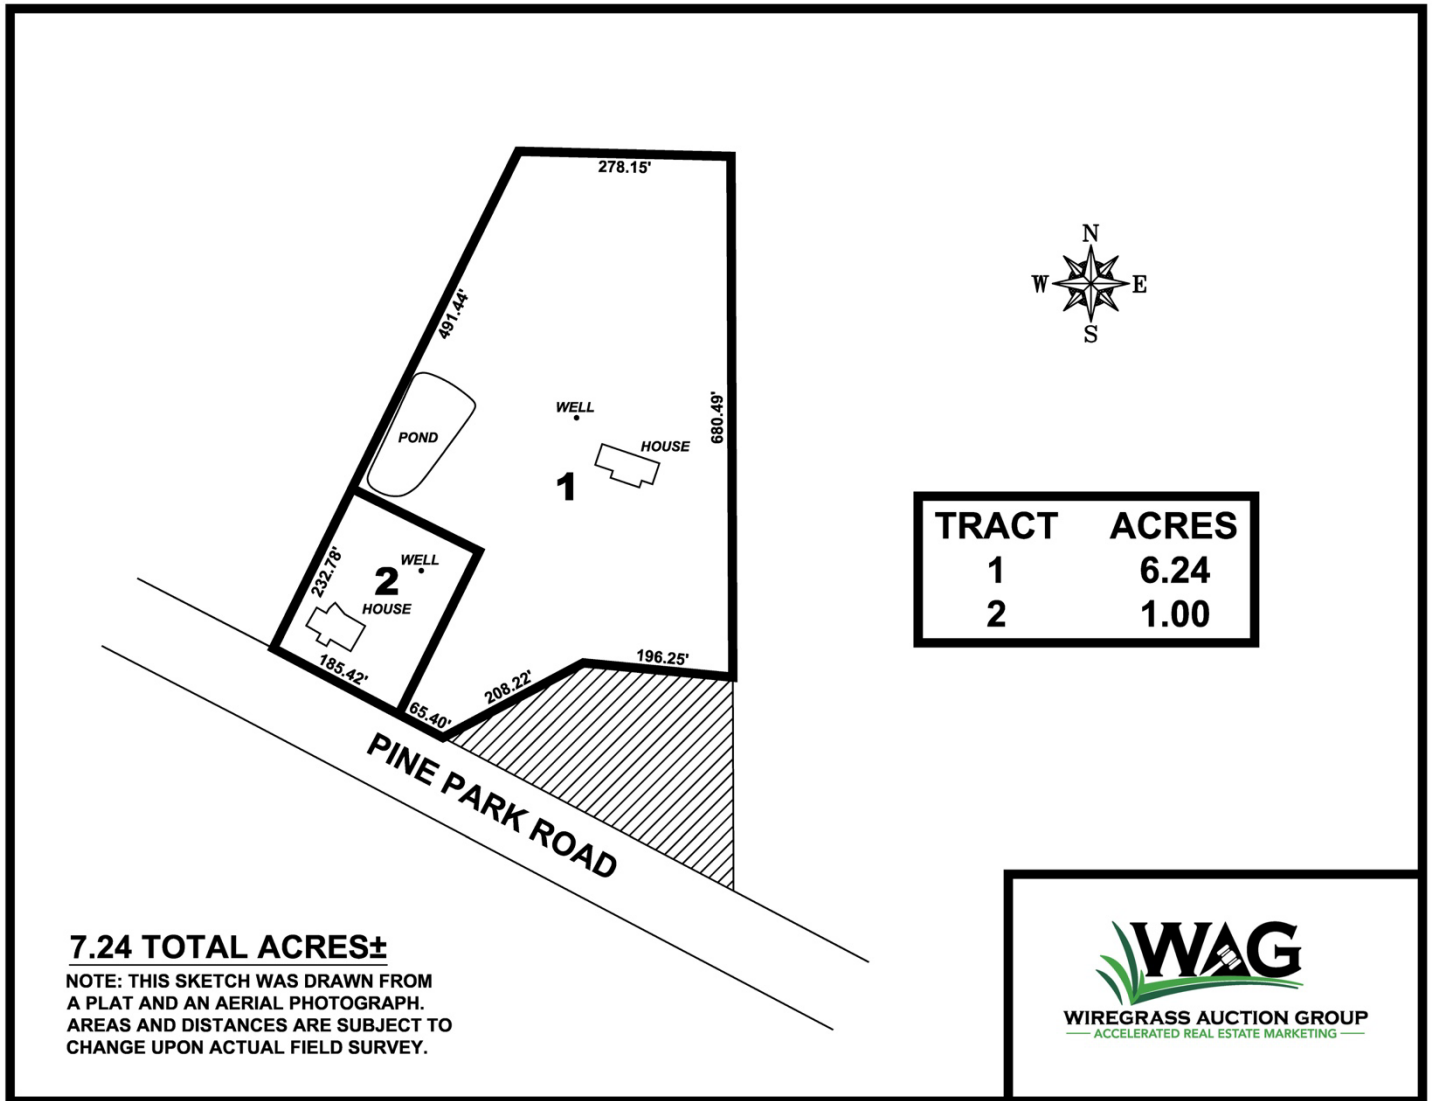 278.15'
N
W E
S
491.44'
680.49'
WELL
POND
HOUSE
1
TRACT ACRES
1 6.24
2 1.00
232.78'
WELL
2
HOUSE
185.42'
196.25'
208.22'
65.40'
PINE PARK ROAD
7.24 TOTAL ACRES±
NOTE: THIS SKETCH WAS DRAWN FROM
A PLAT AND AN AERIAL PHOTOGRAPH.
AREAS AND DISTANCES ARE SUBJECT TO
CHANGE UPON ACTUAL FIELD SURVEY.
WAG
WIREGRASS AUCTION GROUP
ACCELERATED REAL ESTATE MARKETING